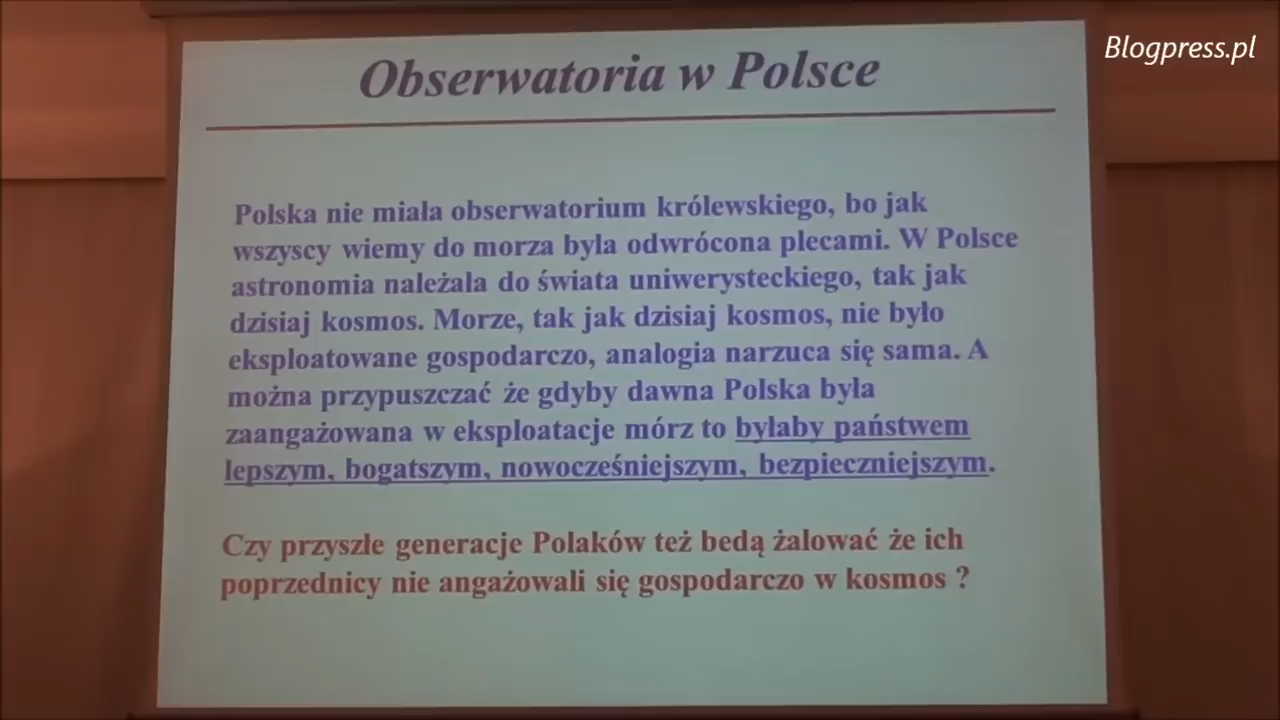 Blogpress.pl
Obserwatoria w Polsce
Polska nie miała obserwatorium królewskiego, bo jak
wszyscy wiemy do morza była odwrócona plecami. W Polsce
astronomia należała do świata uniwerysteckiego, tak jak
dzisiaj kosmos. Morze, tak jak dzisiaj kosmos, nie było
eksploatowane gospodarczo, analogia narzuca się sama. A
można przypuszczać że gdyby dawna Polska była
zaangażowana w eksploatacje mórz to byłaby państwem
lepszym, bogatszym, nowocześniejszym, bezpieczniejszym.
Czy przyszłe generacje Polaków też bedą żałować że ich
poprzednicy nie angażowali się gospodarczo w kosmos ?